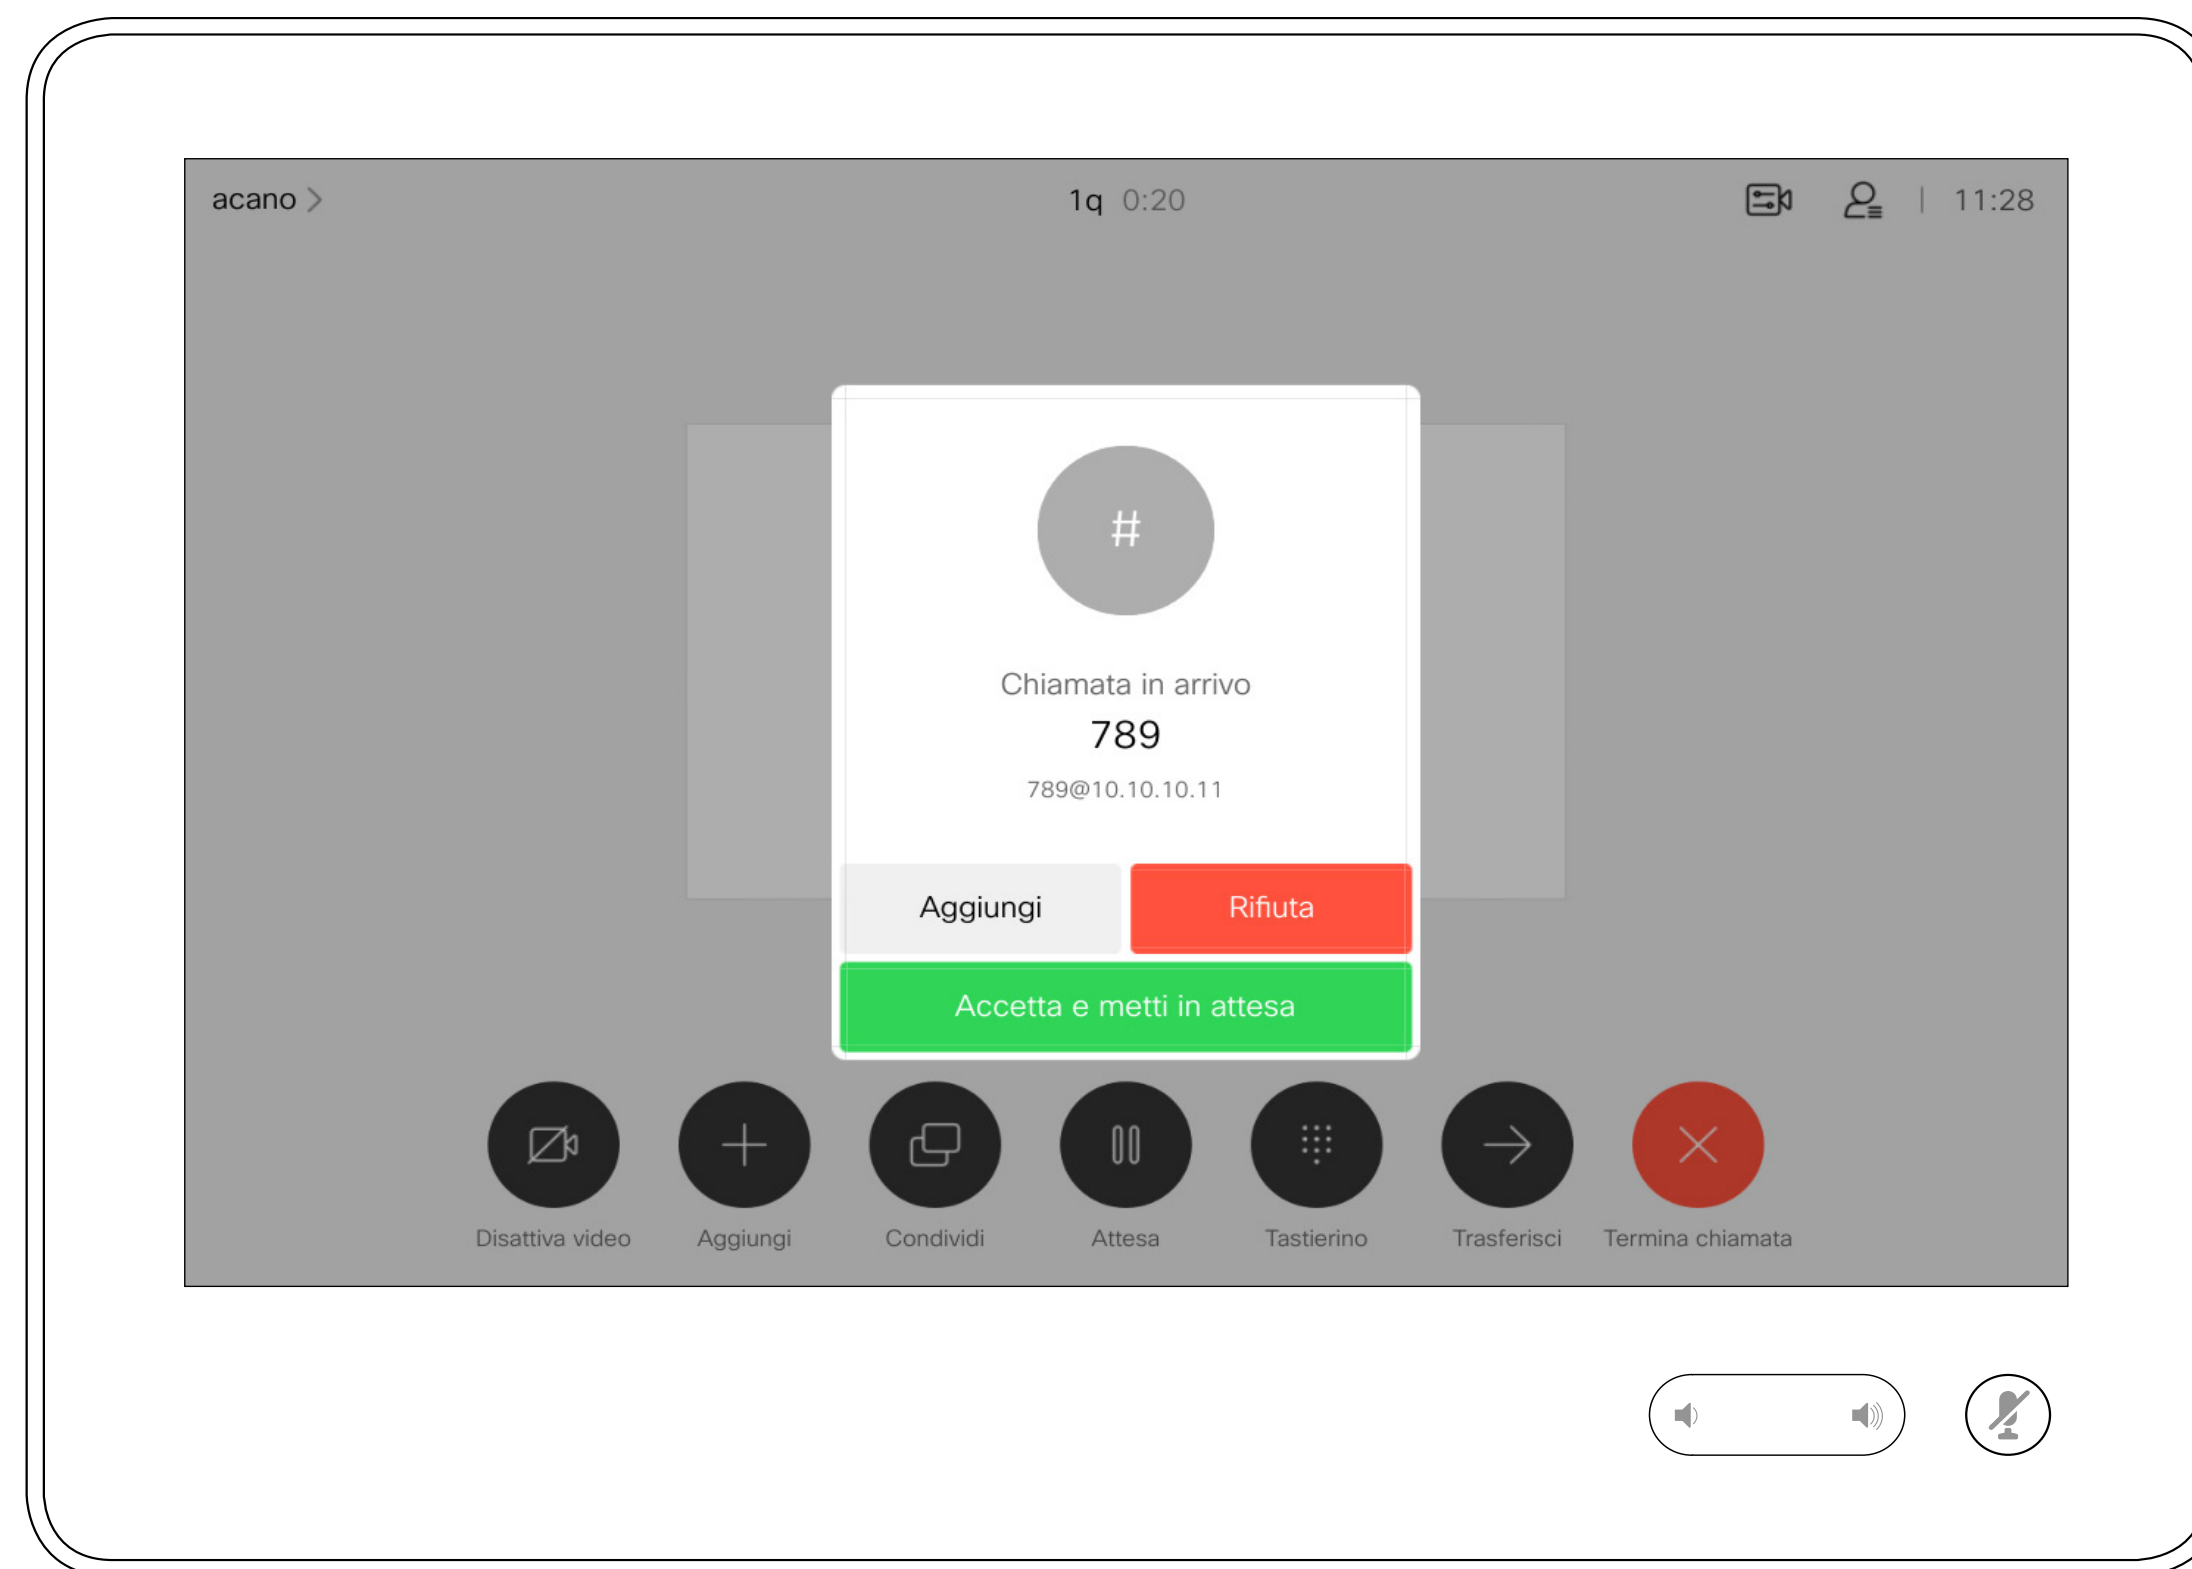 acano
1q 0:20
11:28
#
Chiamata in arrivo
789
789@10.10.10.11
Aggiungi
Rifiuta
Accetta e metti in attesa
Disattiva video
Aggiungi
Condividi
Attesa
Tastierino
Trasferisci
Termina chiamata